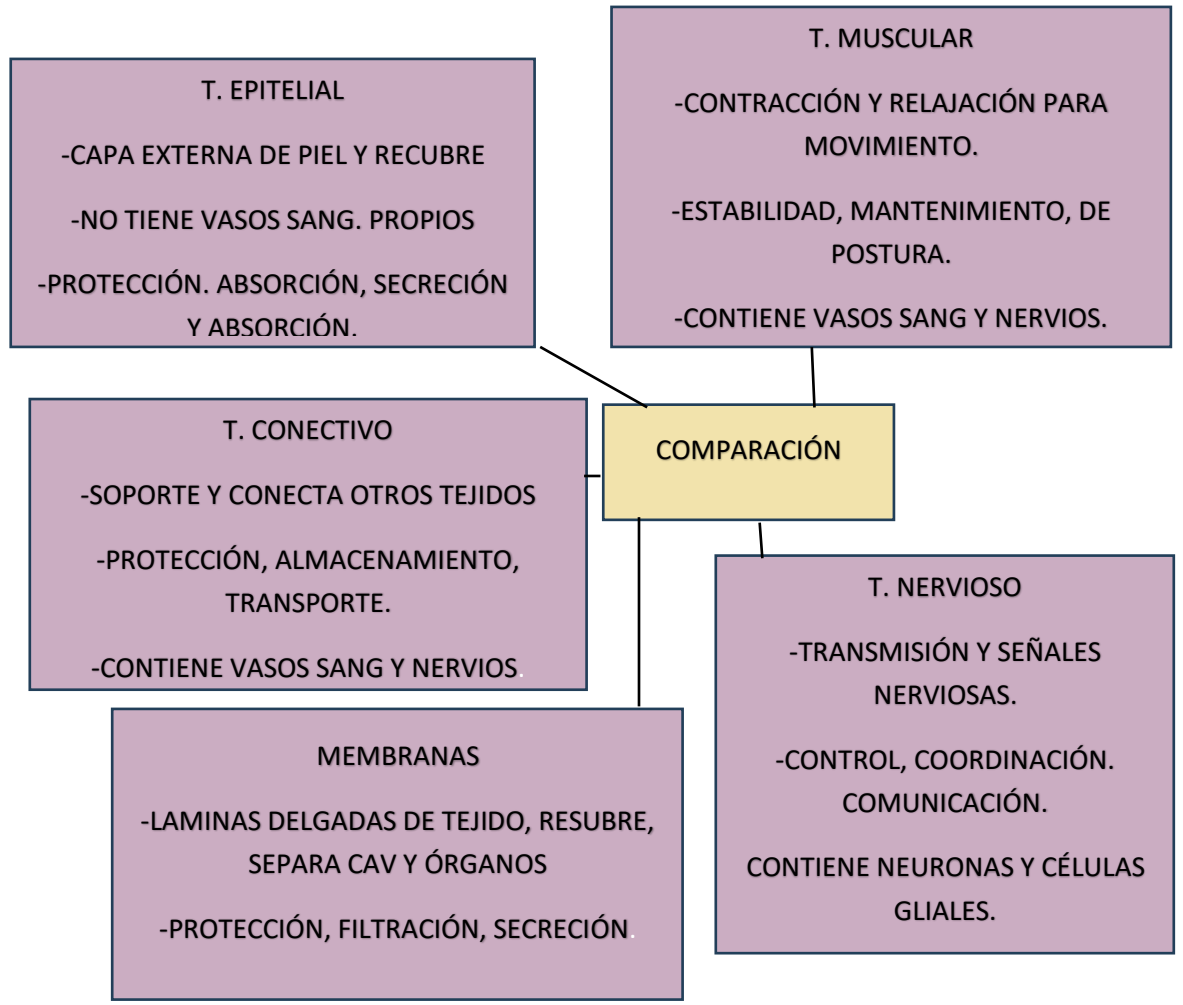 T. EPITELIAL
-CAPA EXTERNA DE PIEL Y RECUBRE
-NO TIENE VASOS SANG. PROPIOS
-PROTECCIÓN. ABSORCIÓN, SECRECIÓN
Y ABSORCIÓN.
T. MUSCULAR
-CONTRACCIÓN Y RELAJACIÓN PARA
MOVIMIENTO.
-ESTABILIDAD, MANTENIMIENTO, DE
POSTURA.
-CONTIENE VASOS SANG Y NERVIOS.
T. CONECTIVO
-SOPORTE Y CONECTA OTROS TEJIDOS
-PROTECCIÓN, ALMACENAMIENTO,
TRANSPORTE.
-CONTIENE VASOS SANG Y NERVIOS.
COMPARACIÓN
MEMBRANAS
-LAMINAS DELGADAS DE TEJIDO, RESUBRE,
SEPARA CAV Y ÓRGANOS
-PROTECCIÓN, FILTRACIÓN, SECRECIÓN.
T. NERVIOSO
-TRANSMISIÓN Y SEÑALES
NERVIOSAS.
-CONTROL, COORDINACIÓN.
COMUNICACIÓN.
CONTIENE NEURONAS Y CÉLULAS
GLIALES.